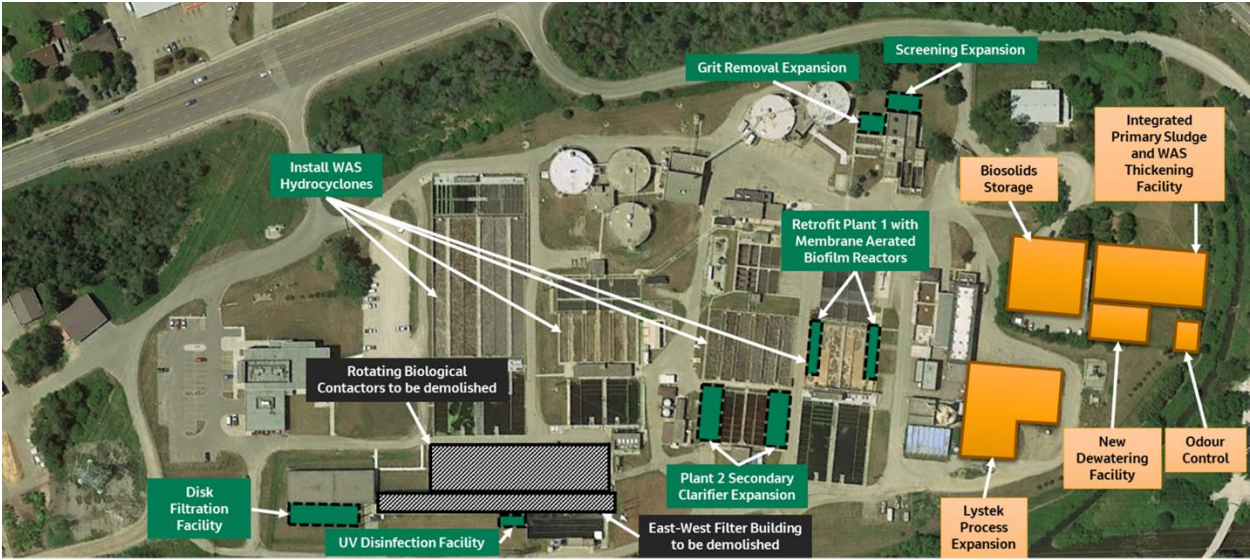 Screening Expansion
Grit Removal Expansion
Integrated
Primary Sludge
and WAS
Thickening
Facility
Install WAS
Hydrocyclones
Biosolids
Storage
Retrofit Plant 1 with
Membrane Aerated
Biofilm Reactors
Rotating Biological
Contactors to be demolished
New
Dewatering
Facility
Odour
Control
Plant 2 Secondary
Clarifier Expansion
Disk
Filtration
Facility
Lystek
Process
Expansion
UV Disinfection Facility
East-West Filter Building
to be demolished